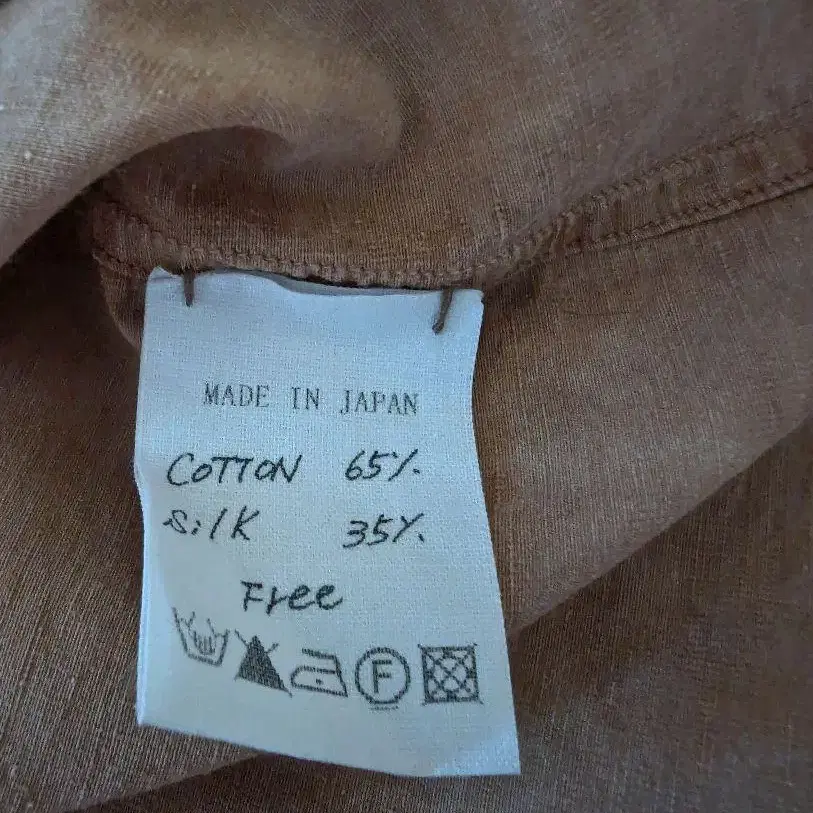 MADE IN JAPAN
COTTON 65%.
Silk 35%.
Free
F